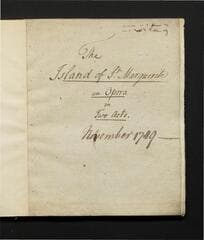 The
Island of St. Marguerite
an Opera
in
Two Acts.
November 1789